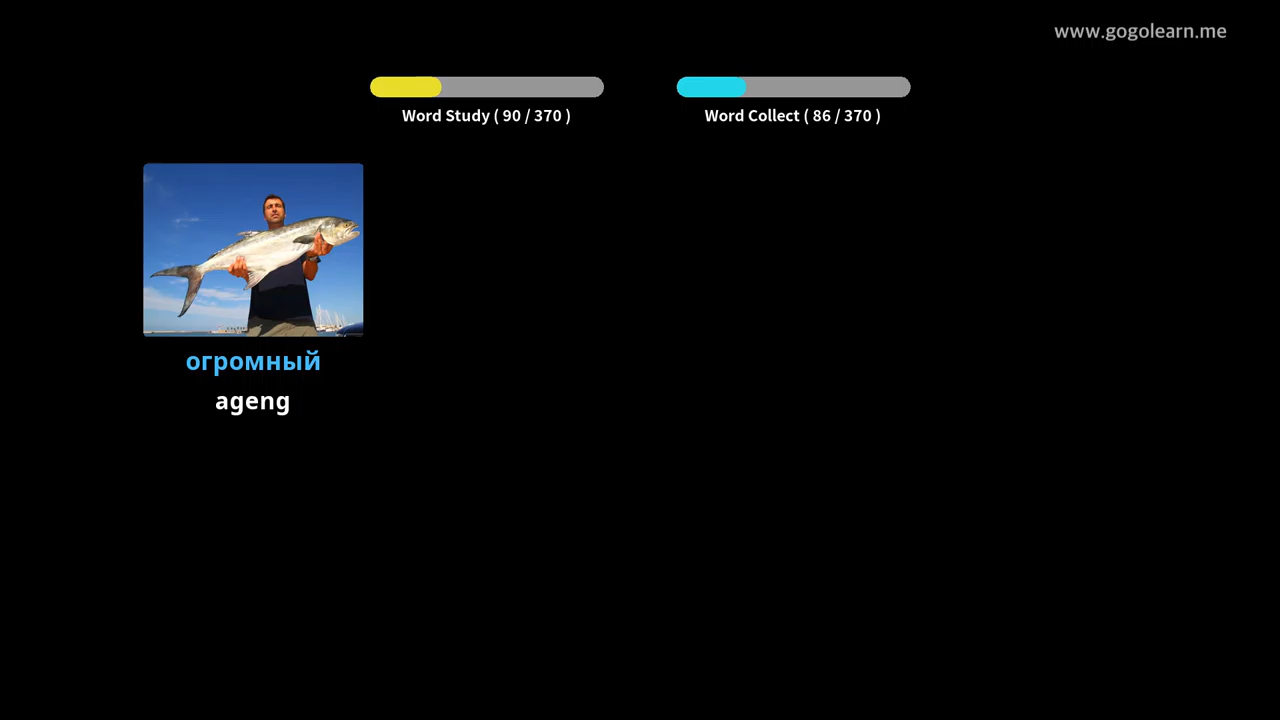 www.gogolearn.me
Word Study ( 90 / 370 )
Word Collect ( 86 / 370 )
огромный
ageng